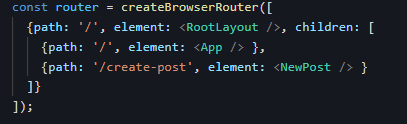 const router = createBrowserRouter([
  {path: '/', element: <RootLayout />, children: [
    {path: '/', element: <App /> },
    {path: '/create-post', element: <NewPost /> }
  ]}
]);